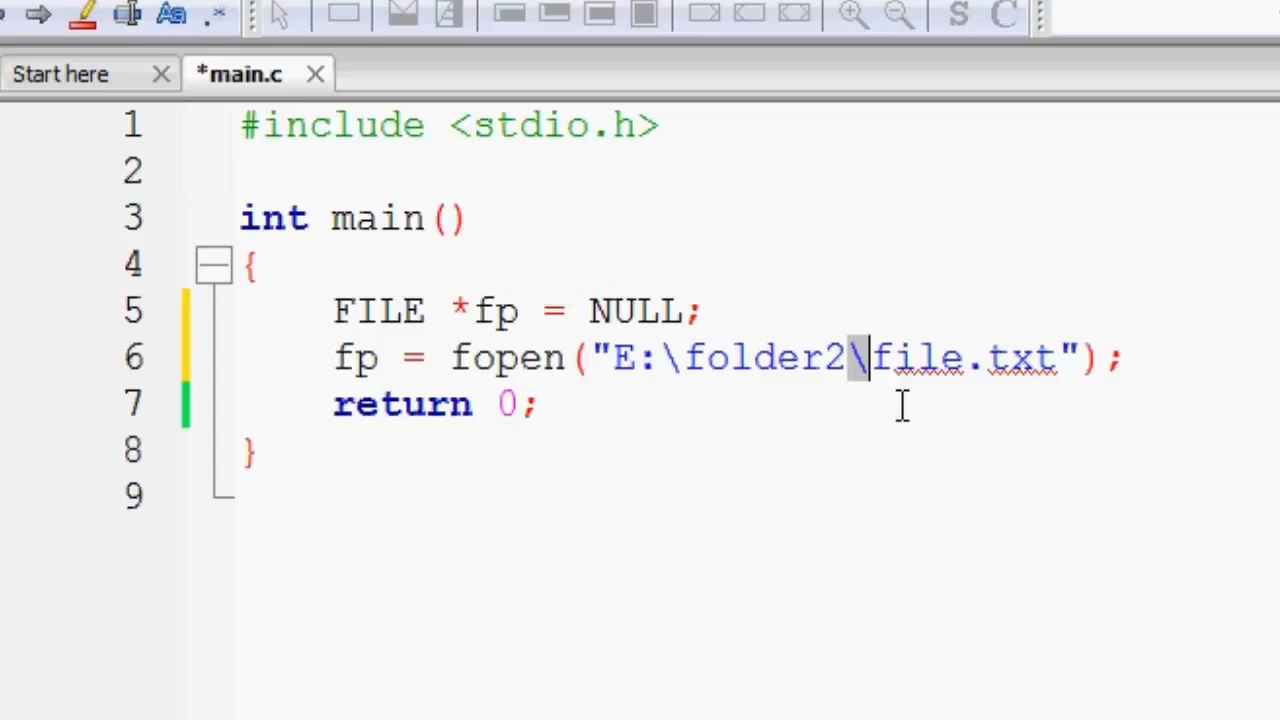 Start here
*main.c
1 #include <stdio.h>
2
3 int main()
4 {
5 FILE *fp = NULL;
6 fp = fopen("E:\folder2\file.txt");
7 return 0;
8 }
9